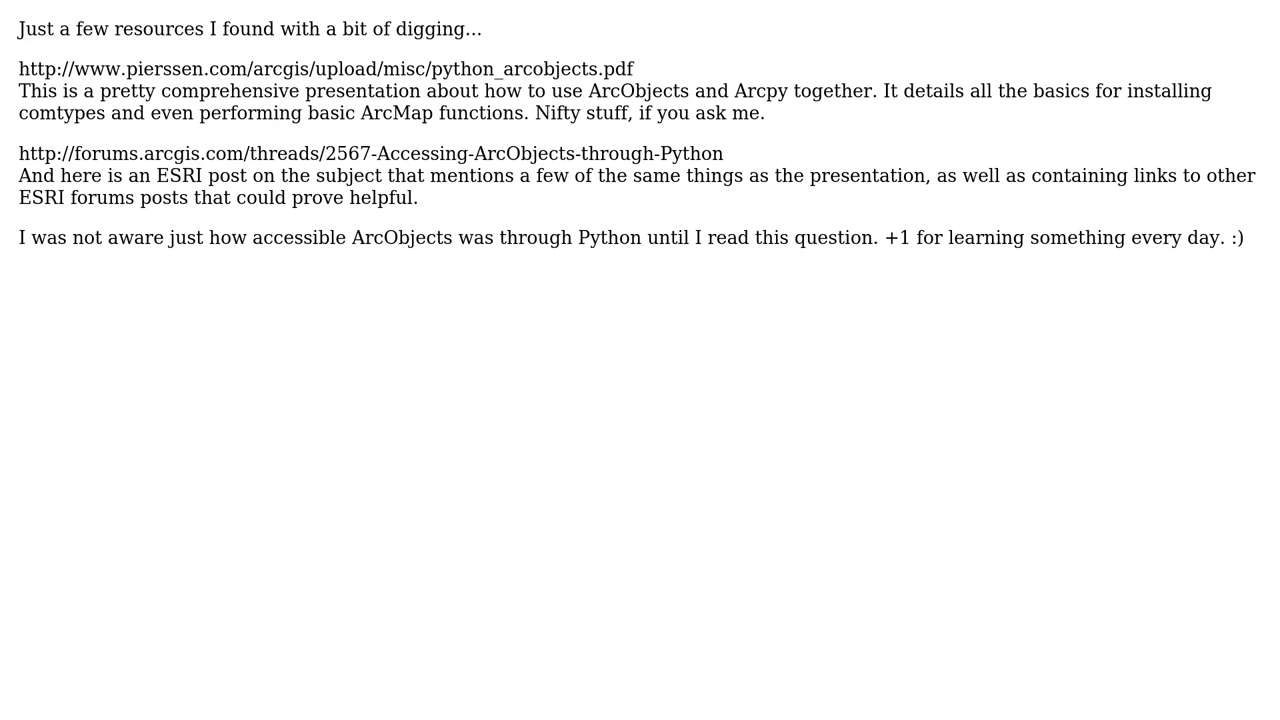 Just a few resources I found with a bit of digging...
http://www.pierssen.com/arcgis/upload/misc/python_arcobjects.pdf
This is a pretty comprehensive presentation about how to use ArcObjects and Arcpy together. It details all the basics for installing
comtypes and even performing basic ArcMap functions. Nifty stuff, if you ask me.
http://forums.arcgis.com/threads/2567-Accessing-ArcObjects-through-Python
And here is an ESRI post on the subject that mentions a few of the same things as the presentation, as well as containing links to other
ESRI forums posts that could prove helpful.
I was not aware just how accessible ArcObjects was through Python until I read this question. +1 for learning something every day. :)